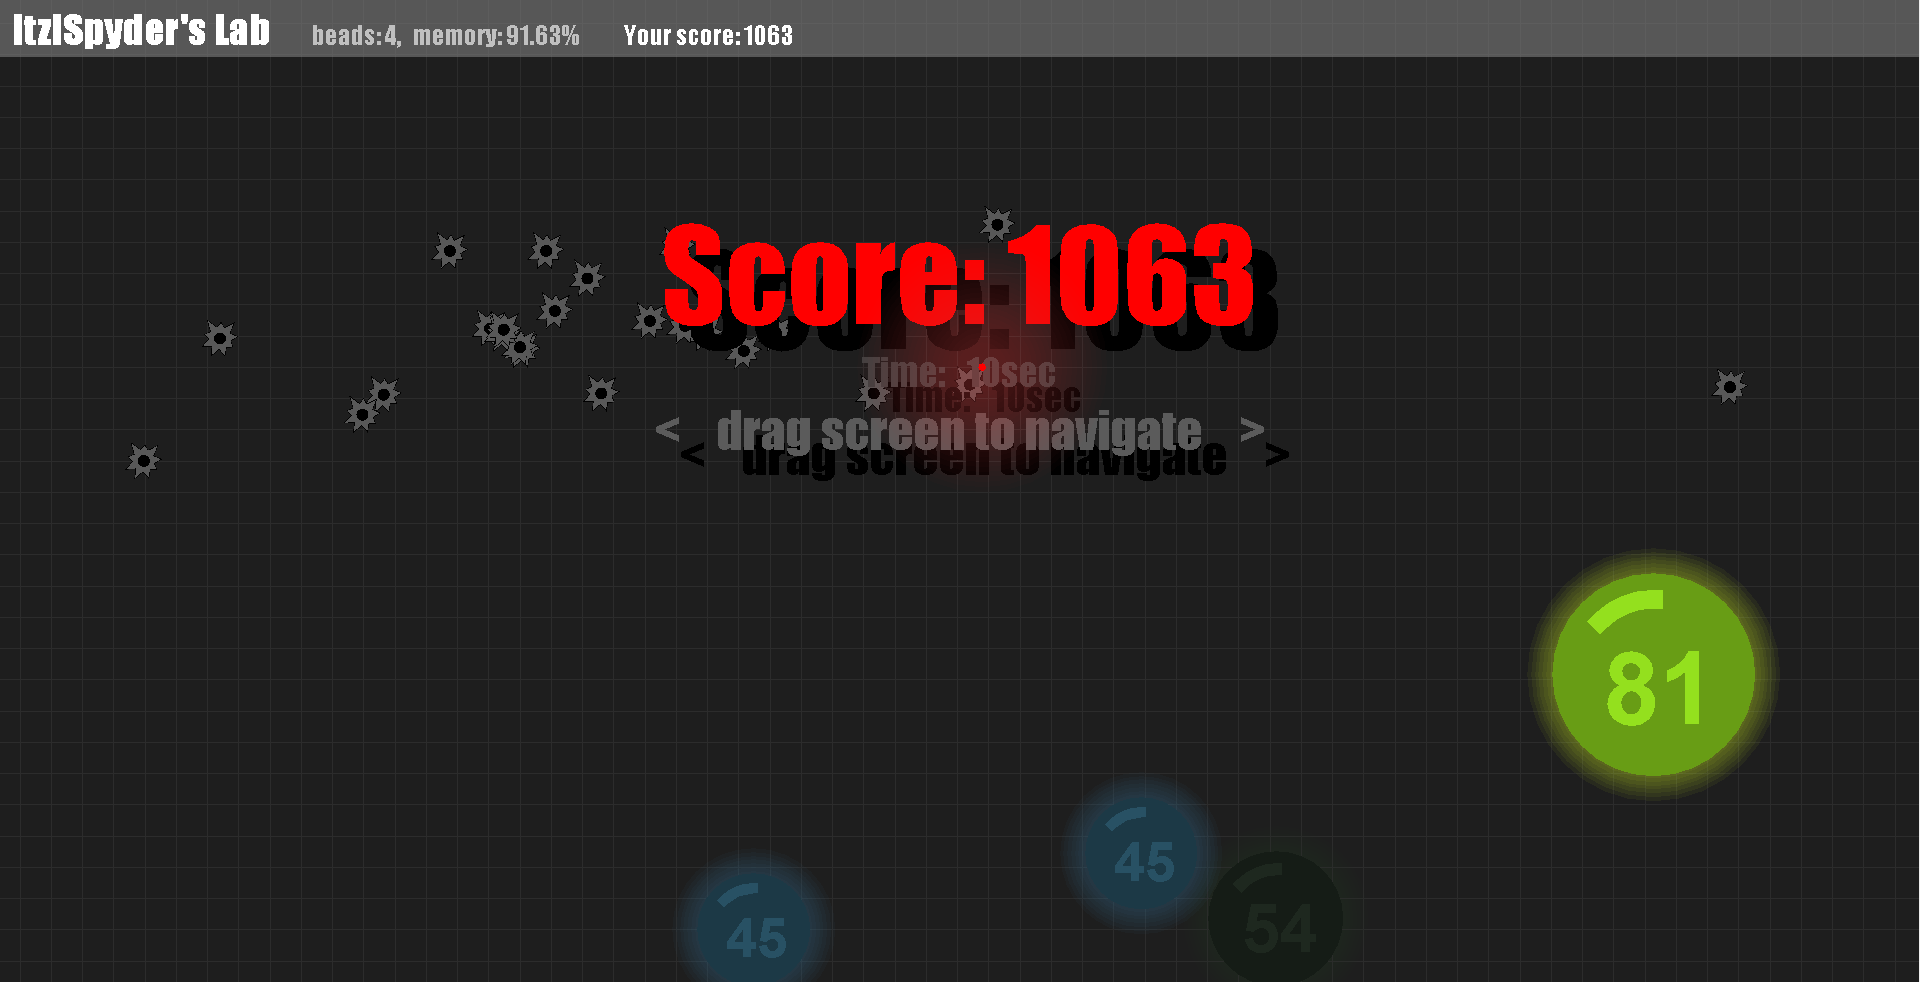 ItzISpyder's Lab beads:4, memory:91.63% Your score:1063
Score: 1063
Time: 10sec
< drag screen to navigate >
81
45
45
54